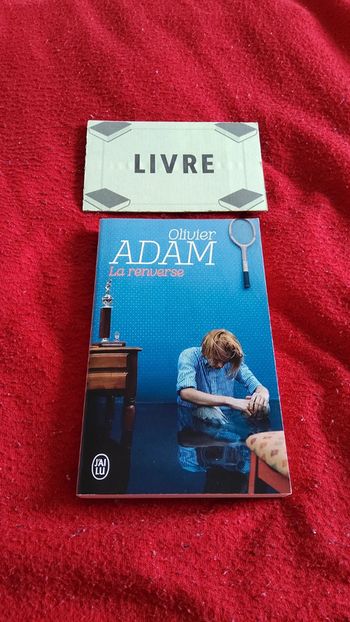 LIVRE
Olivier
ADAM
La renverse
J'AI
LU